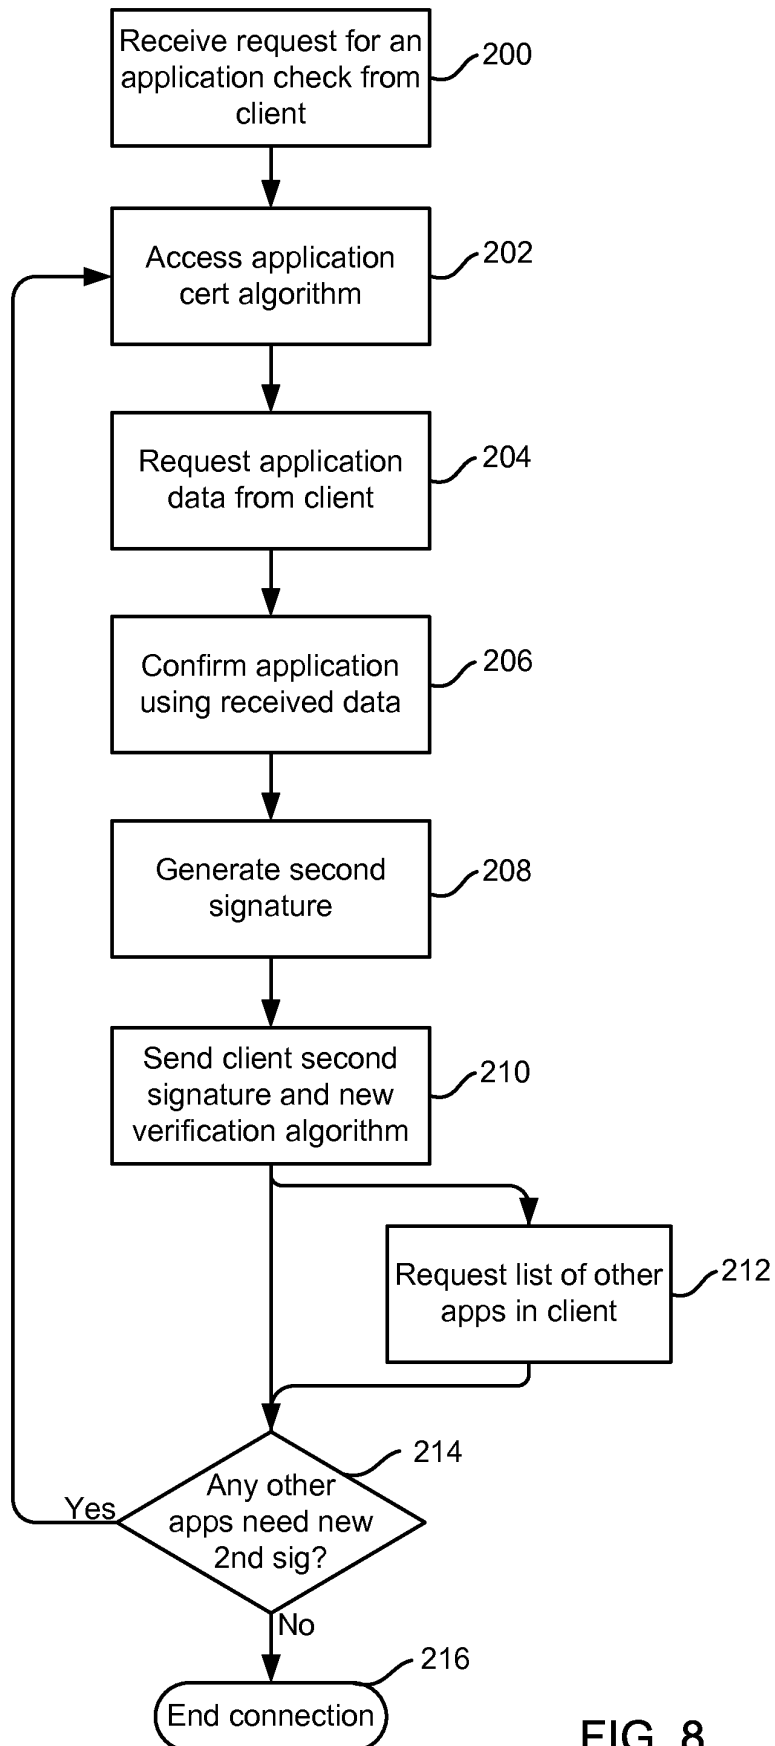 Receive request for an
application check from
client
200
Access application
cert algorithm
202
Request application
data from client
204
Confirm application
using received data
206
Generate second
signature
208
Send client second
signature and new
verification algorithm
210
Request list of other
apps in client
212
214
Any other
apps need new
2nd sig?
Yes
No
216
End connection
FIG. 8